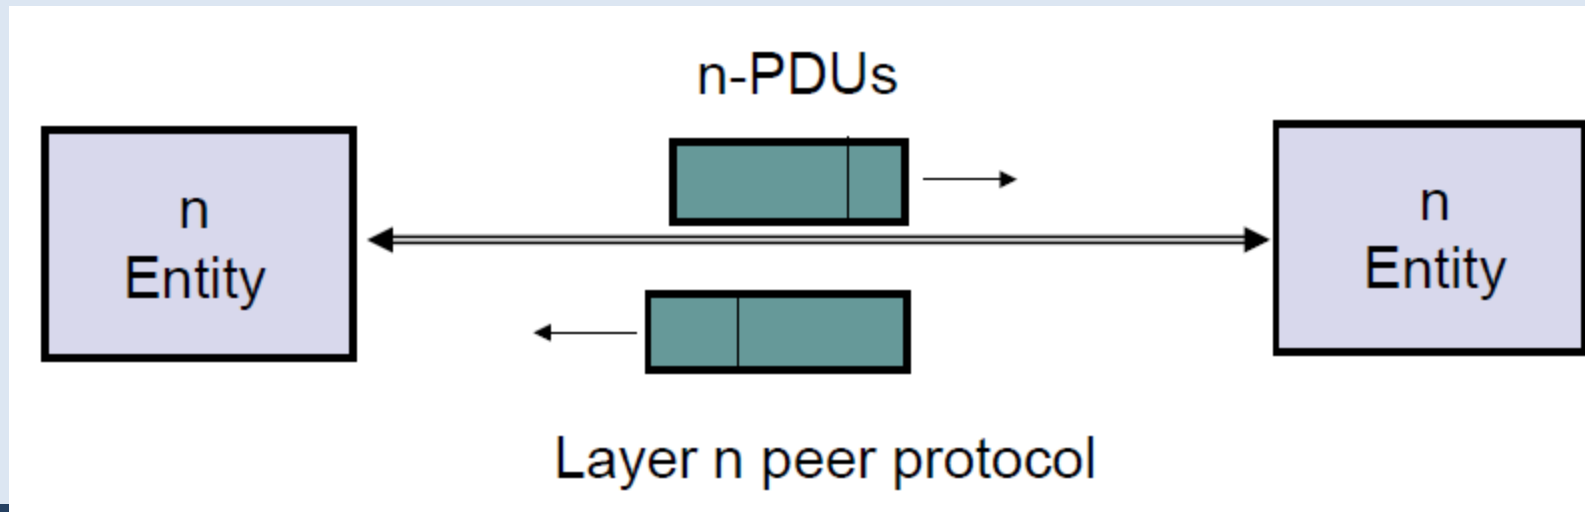 n-PDUs
n
Entity
n
Entity
Layer n peer protocol